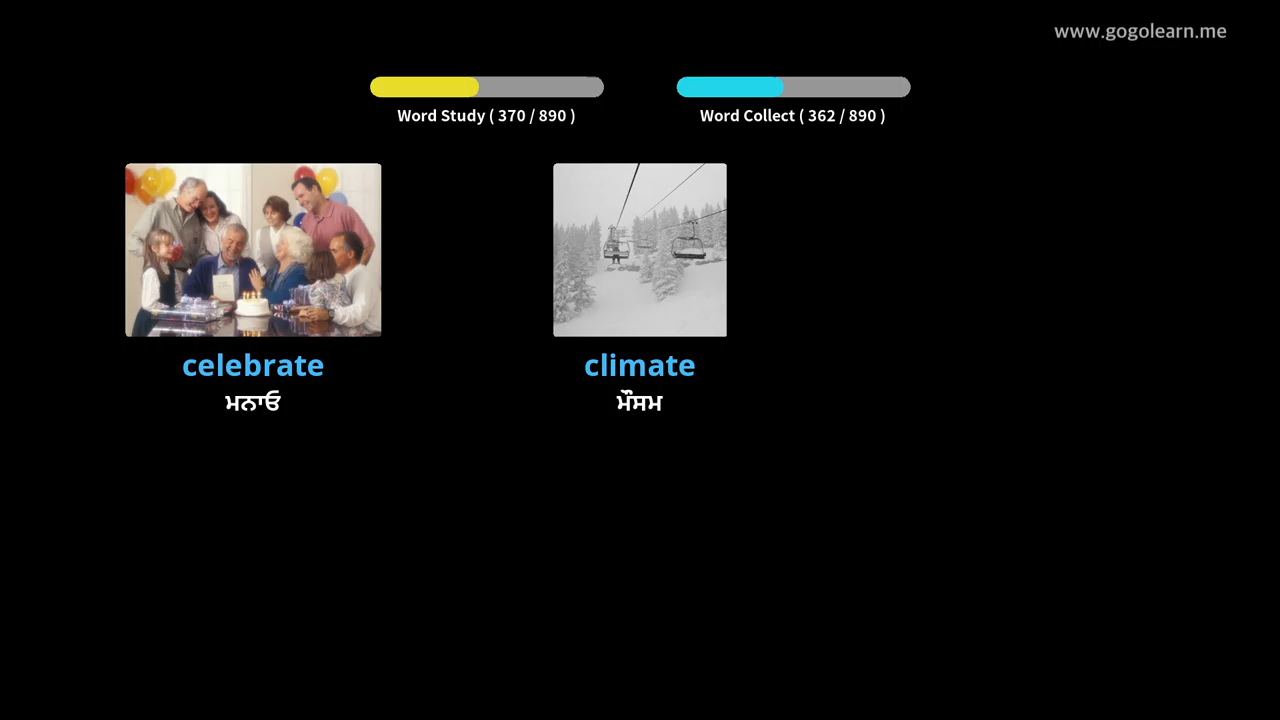 www.gogolearn.me
Word Study ( 370 / 890 )
Word Collect ( 362 / 890 )
celebrate
climate
ਮਨਾਓ
ਮੌਸਮ